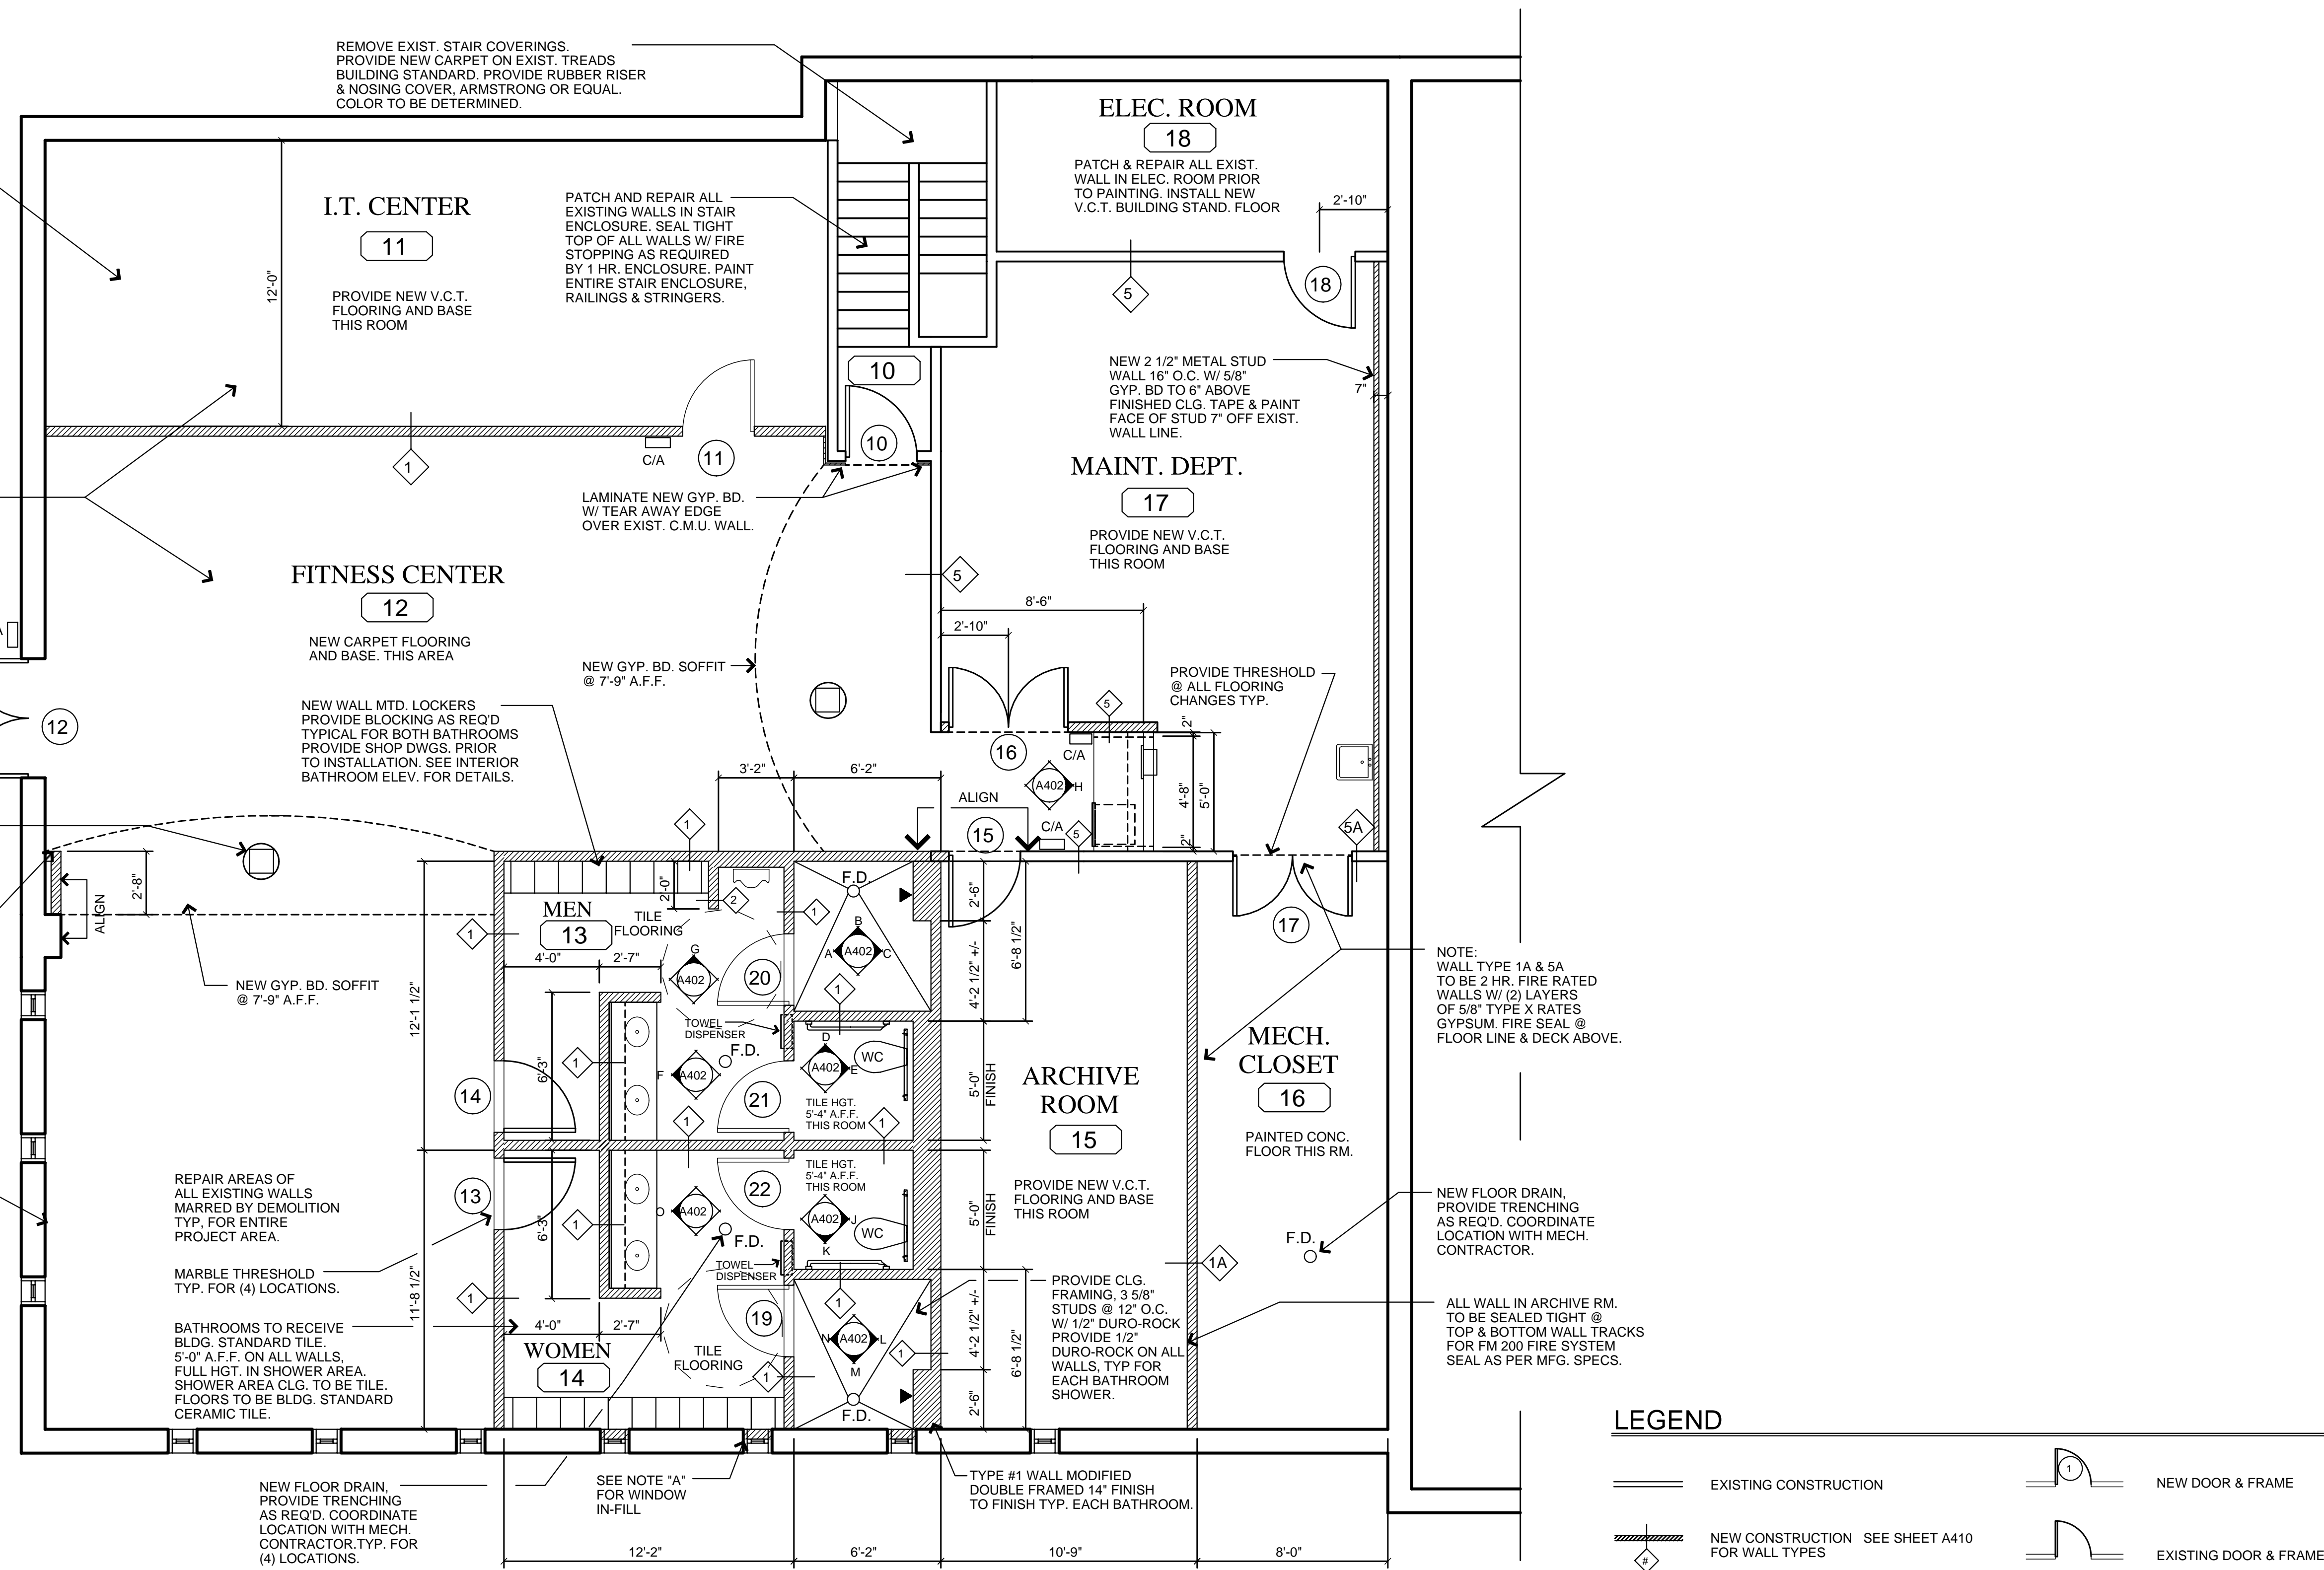 REMOVE EXIST. STAIR COVERINGS.
PROVIDE NEW CARPET ON EXIST. TREADS
BUILDING STANDARD. PROVIDE RUBBER RISER
& NOSING COVER, ARMSTRONG OR EQUAL.
COLOR TO BE DETERMINED.
ELEC. ROOM
18
PATCH & REPAIR ALL EXIST.
WALL IN ELEC. ROOM PRIOR
TO PAINTING. INSTALL NEW
V.C.T. BUILDING STAND. FLOOR
2'-10"
18
5
I.T. CENTER
11
PROVIDE NEW V.C.T.
FLOORING AND BASE
THIS ROOM
12'-0"
PATCH AND REPAIR ALL
EXISTING WALLS IN STAIR
ENCLOSURE. SEAL TIGHT
TOP OF ALL WALLS W/ FIRE
STOPPING AS REQUIRED
BY 1 HR. ENCLOSURE. PAINT
ENTIRE STAIR ENCLOSURE,
RAILINGS & STRINGERS.
10
10
NEW 2 1/2" METAL STUD
WALL 16" O.C. W/ 5/8"
GYP. BD TO 6" ABOVE
FINISHED CLG. TAPE & PAINT
FACE OF STUD 7" OFF EXIST.
WALL LINE.
7"
1
C/A
11
MAINT. DEPT.
17
PROVIDE NEW V.C.T.
FLOORING AND BASE
THIS ROOM
LAMINATE NEW GYP. BD.
W/ TEAR AWAY EDGE
OVER EXIST. C.M.U. WALL.
FITNESS CENTER
12
NEW CARPET FLOORING
AND BASE. THIS AREA
5
8'-6"
2'-10"
NEW GYP. BD. SOFFIT
@ 7'-9" A.F.F.
PROVIDE THRESHOLD
@ ALL FLOORING
CHANGES TYP.
12
NEW WALL MTD. LOCKERS
PROVIDE BLOCKING AS REQ'D
TYPICAL FOR BOTH BATHROOMS
PROVIDE SHOP DWGS. PRIOR
TO INSTALLATION. SEE INTERIOR
BATHROOM ELEV. FOR DETAILS.
5
16
C/A
2"
A402
H
4'-8"
5'-0"
2"
3'-2"
6'-2"
ALIGN
15
C/A
5
5A
1
2'-8"
ALIGN
NEW GYP. BD. SOFFIT
@ 7'-9" A.F.F.
2'-0"
2
MEN
13
TILE
FLOORING
1
1
F.D.
2'-6"
6'-8 1/2"
4'-2 1/2" +/-
17
4'-0"
2'-7"
G
A402
20
B
A
A402
C
1
12'-1 1/2"
6'-3"
TOWEL
DISPENSER
F.D.
1
F
A402
D
A402
E
WC
14
21
1
TILE HGT.
5'-4" A.F.F.
THIS ROOM
1
5'-0"
FINISH
NOTE:
WALL TYPE 1A & 5A
TO BE 2 HR. FIRE RATED
WALLS W/ (2) LAYERS
OF 5/8" TYPE X RATES
GYPSUM. FIRE SEAL @
FLOOR LINE & DECK ABOVE.
ARCHIVE
ROOM
15
PROVIDE NEW V.C.T.
FLOORING AND BASE
THIS ROOM
MECH.
CLOSET
16
PAINTED CONC.
FLOOR THIS RM.
13
TILE HGT.
5'-4" A.F.F.
THIS ROOM
22
O
A402
A402
J
K
WC
1
6'-3"
F.D.
5'-0"
FINISH
REPAIR AREAS OF
ALL EXISTING WALLS
MARRED BY DEMOLITION
TYP, FOR ENTIRE
PROJECT AREA.
MARBLE THRESHOLD
TYP. FOR (4) LOCATIONS.
BATHROOMS TO RECEIVE
BLDG. STANDARD TILE.
5'-0" A.F.F. ON ALL WALLS,
FULL HGT. IN SHOWER AREA.
SHOWER AREA CLG. TO BE TILE.
FLOORS TO BE BLDG. STANDARD
CERAMIC TILE.
11'-8 1/2"
1
4'-0"
2'-7"
TOWEL
DISPENSER
19
1
N
A402
L
M
1
WOMEN
14
TILE
FLOORING
1
F.D.
4'-2 1/2" +/-
6'-8 1/2"
2'-6"
PROVIDE CLG.
FRAMING, 3 5/8"
STUDS @ 12" O.C.
W/ 1/2" DURO-ROCK
PROVIDE 1/2"
DURO-ROCK ON ALL
WALLS, TYP FOR
EACH BATHROOM
SHOWER.
1A
F.D.
NEW FLOOR DRAIN,
PROVIDE TRENCHING
AS REQ'D. COORDINATE
LOCATION WITH MECH.
CONTRACTOR.
ALL WALL IN ARCHIVE RM.
TO BE SEALED TIGHT @
TOP & BOTTOM WALL TRACKS
FOR FM 200 FIRE SYSTEM
SEAL AS PER MFG. SPECS.
NEW FLOOR DRAIN,
PROVIDE TRENCHING
AS REQ'D. COORDINATE
LOCATION WITH MECH.
CONTRACTOR.TYP. FOR
(4) LOCATIONS.
SEE NOTE "A"
FOR WINDOW
IN-FILL
TYPE #1 WALL MODIFIED
DOUBLE FRAMED 14" FINISH
TO FINISH TYP. EACH BATHROOM.
12'-2"
6'-2"
10'-9"
8'-0"
LEGEND
EXISTING CONSTRUCTION
1
NEW DOOR & FRAME
#
NEW CONSTRUCTION SEE SHEET A410
FOR WALL TYPES
EXISTING DOOR & FRAME